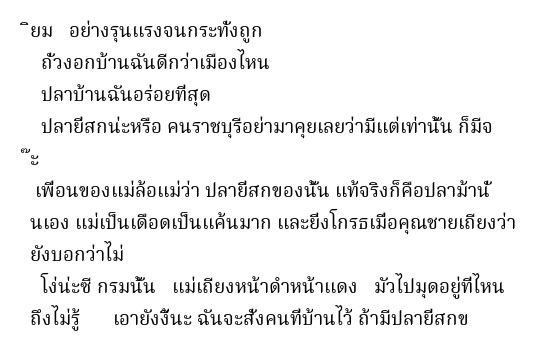 ิยม   อย่างรุนแรงจนกระทั่งถูก
ถั่วงอกบ้านฉันดีกว่าเมืองไหน
ปลาบ้านฉันอร่อยที่สุด
ปลายี่สกน่ะหรือ คนราชบุรีอย่ามาคุยเลยว่ามีแต่เท่านั้น ก็มีจ
๊ะ
เพื่อนของแม่ล้อแม่ว่า ปลายี่สกของนั้น แท้จริงก็คือปลาม้านั
่นเอง แม่เป็นเดือดเป็นแค้นมาก และยิ่งโกรธเมื่อคุณชายเถียงว่า
ยังบอกว่าไม่
โง่น่ะซี กรมนั้น   แม่เถียงหน้าดำหน้าแดง   มัวไปมุดอยู่ที่ไหน
ถึงไม่รู้      เอายังงี้นะ ฉันจะสั่งคนที่บ้านไว้ ถ้ามีปลายี่สกข